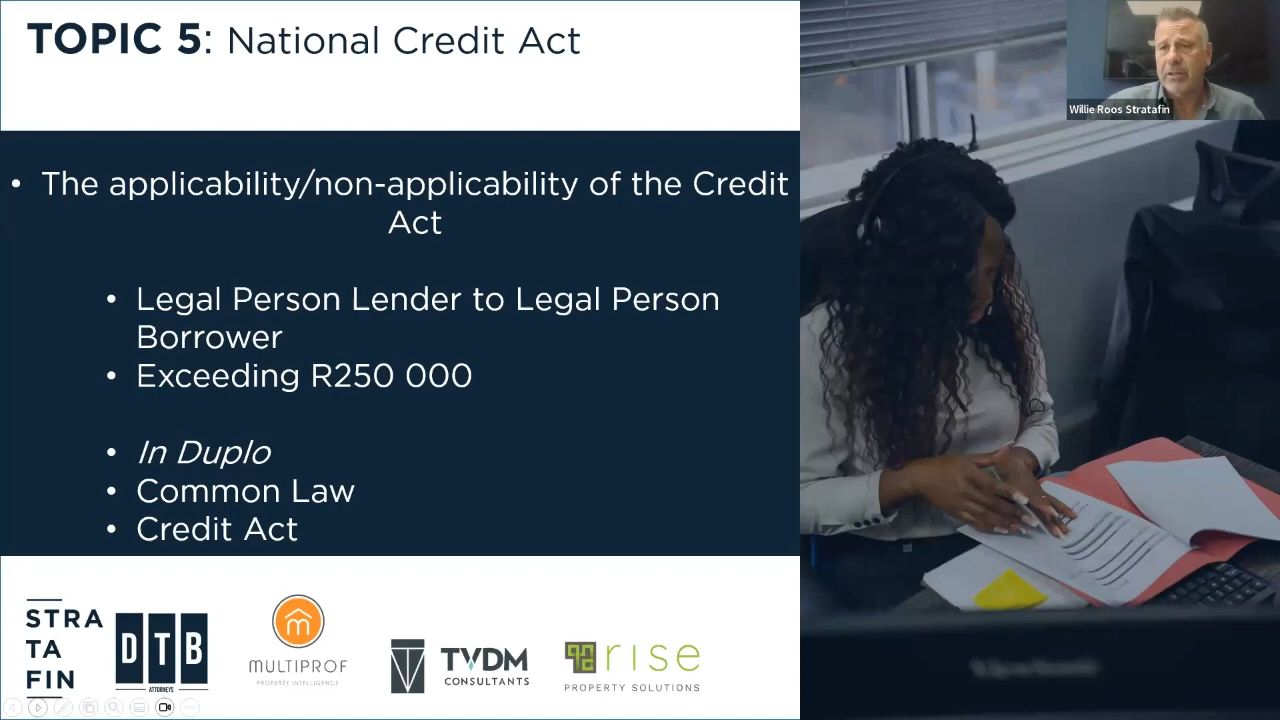 TOPIC 5: National Credit Act
Willie Roos Stratafin
• The applicability/non-applicability of the Credit
Act
• Legal Person Lender to Legal Person
Borrower
• Exceeding R250 000
• In Duplo
• Common Law
• Credit Act
STRA
TA
FIN
DTB
ATTORNEYS
MULTIPROF
PROPERTY INTELLIGENCE
TVDM
CONSULTANTS
rise
PROPERTY SOLUTIONS